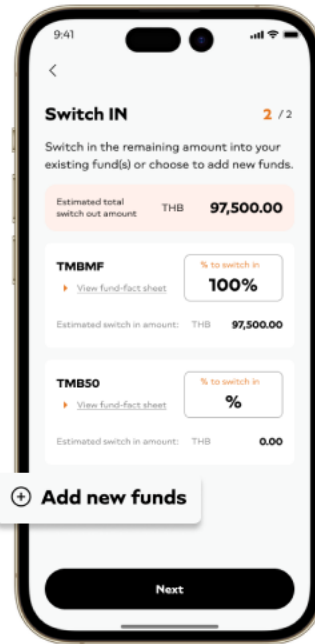 9:41
Switch IN
2 / 2
Switch in the remaining amount into your
existing fund(s) or choose to add new funds.
Estimated total
switch out amount
THB
97,500.00
TMBMF
View fund-fact sheet
% to switch in
100%
Estimated switch in amount:
THB
97,500.00
TMB50
View fund-fact sheet
% to switch in
%
Estimated switch in amount:
THB
0.00
Add new funds
Next